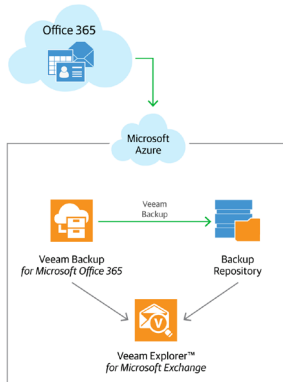 Office 365
Microsoft
Azure
Veeam
Backup
Veeam Backup
for Microsoft Office 365
Backup
Repository
V
Veeam Explorer™
for Microsoft Exchange